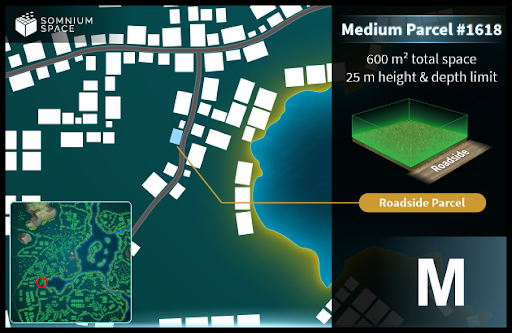 SOMNIUM
SPACE
Medium Parcel #1618
600 m² total space
25 m height & depth limit
Roadside
Roadside Parcel
M